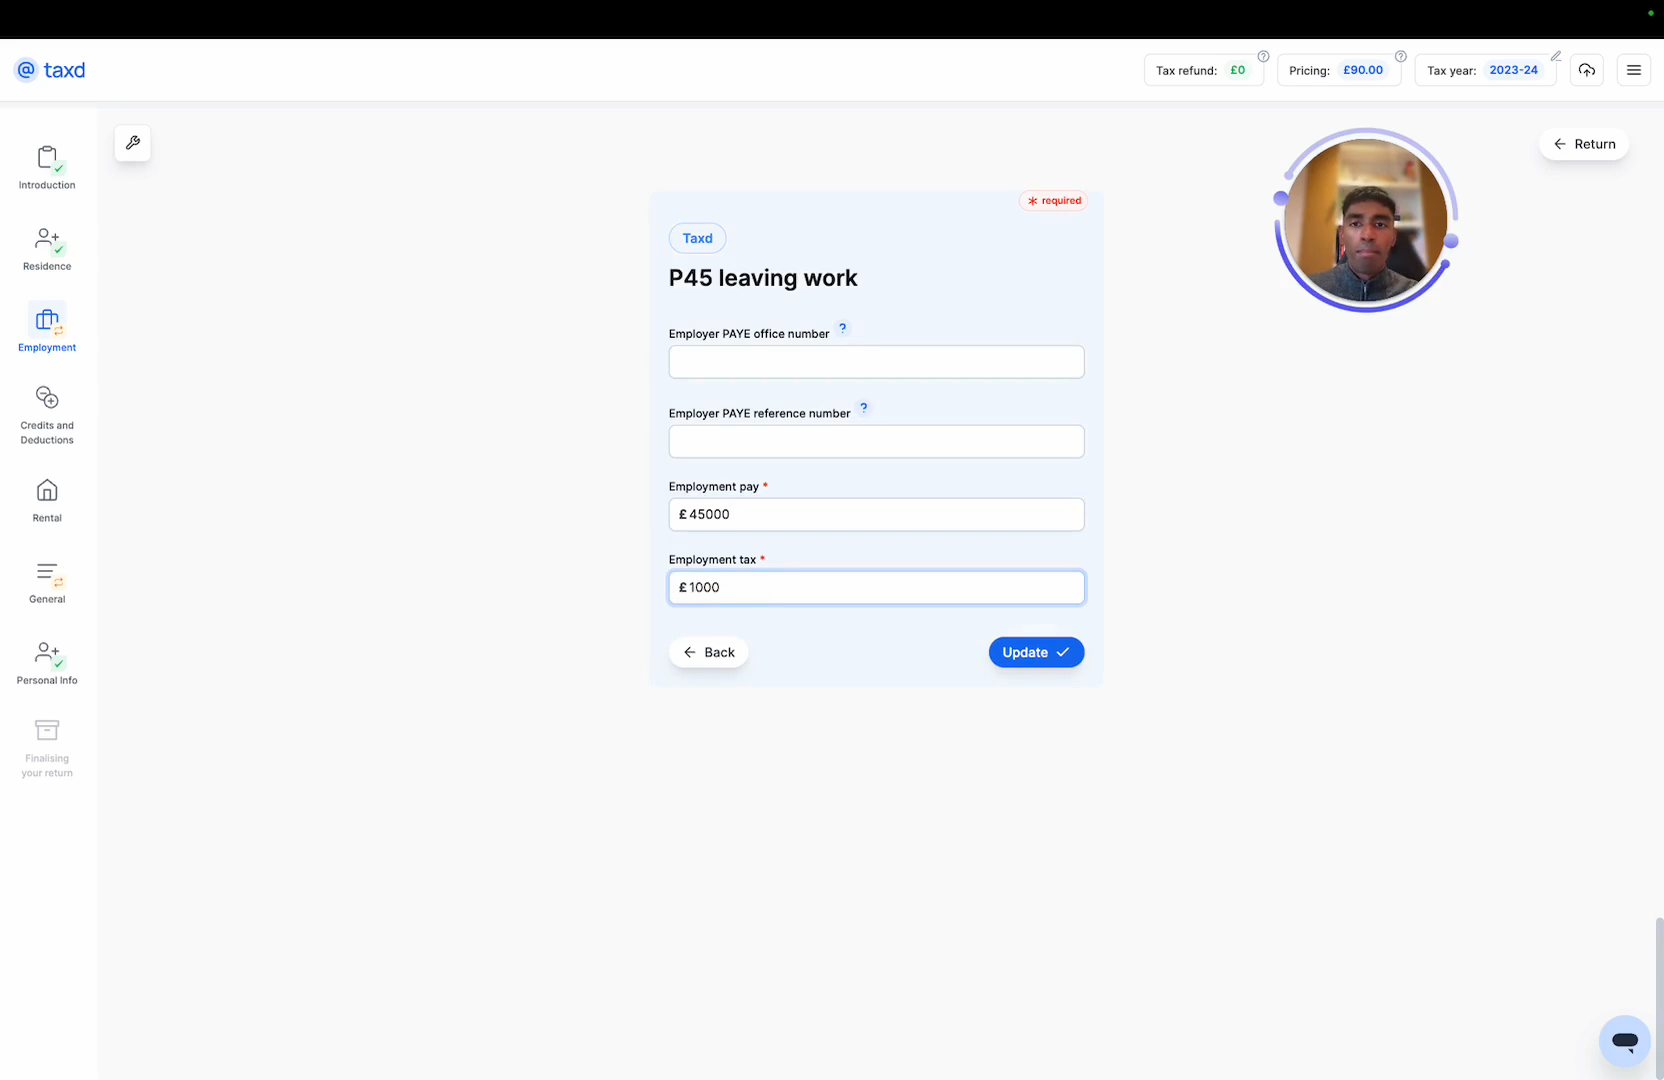 @ taxd
Tax refund: £0
Pricing: £90.00
Tax year: 2023-24
Introduction
Residence
Employment
Credits and
Deductions
Rental
General
Personal Info
Finalising
your return
Return
* required
Taxd
P45 leaving work
Employer PAYE office number ?
Employer PAYE reference number ?
Employment pay *
£45000
Employment tax *
£1000
Back
Update